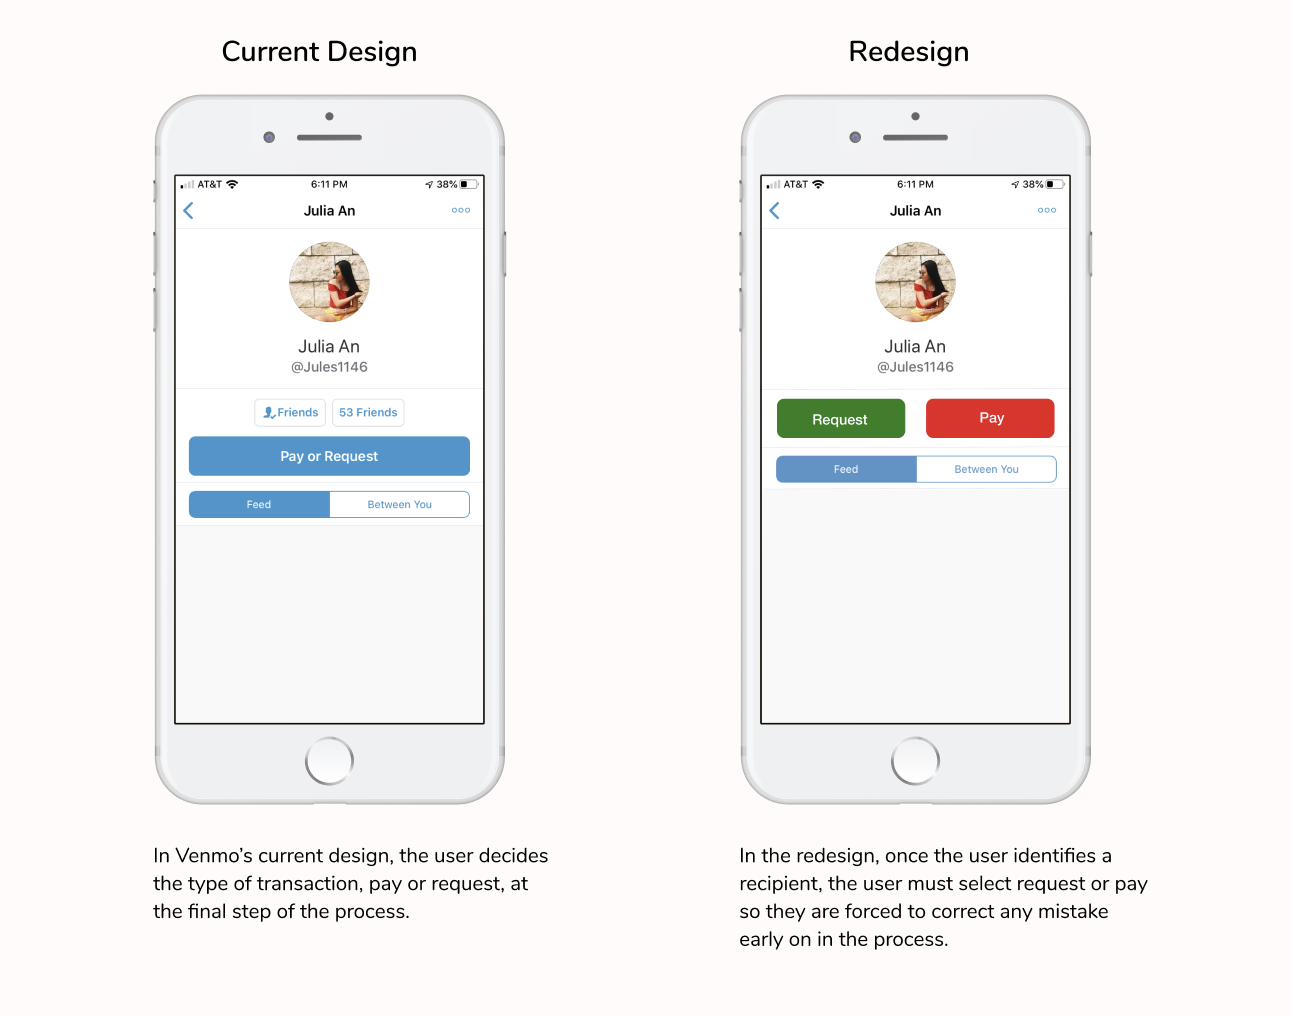 Current Design
Redesign
AT&T 6:11 PM 38%
Julia An
Julia An
@Jules1146
Friends 53 Friends
Pay or Request
Feed Between You
In Venmo’s current design, the user decides
the type of transaction, pay or request, at
the final step of the process.
AT&T 6:11 PM 38%
Julia An
Julia An
@Jules1146
Request Pay
Feed Between You
In the redesign, once the user identifies a
recipient, the user must select request or pay
so they are forced to correct any mistake
early on in the process.